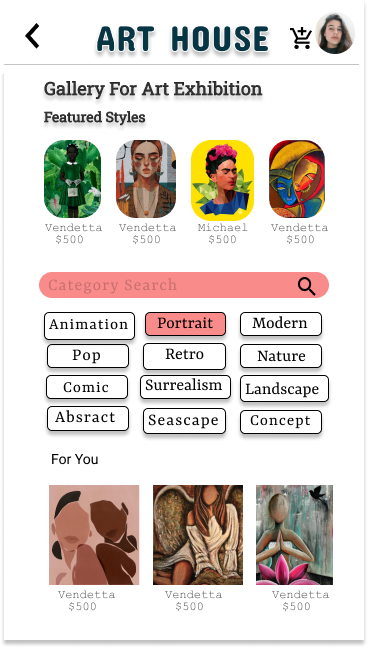 ART HOUSE
Gallery For Art Exhibition
Featured Styles
Vendetta Vendetta Michael Vendetta
$500 $500 $500 $500
Category Search
Animation Portrait Modern
Pop Retro Nature
Comic Surrealism Landscape
Absract Seascape Concept
For You
Vendetta Vendetta Vendetta
$500 $500 $500